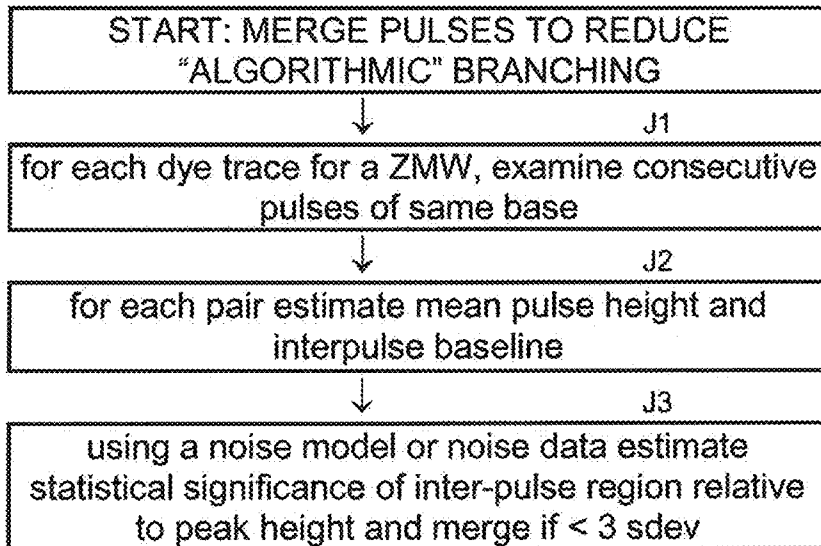 START: MERGE PULSES TO REDUCE
“ALGORITHMIC” BRANCHING
J1
for each dye trace for a ZMW, examine consecutive
pulses of same base
J2
for each pair estimate mean pulse height and
interpulse baseline
J3
using a noise model or noise data estimate
statistical significance of inter-pulse region relative
to peak height and merge if < 3 sdev